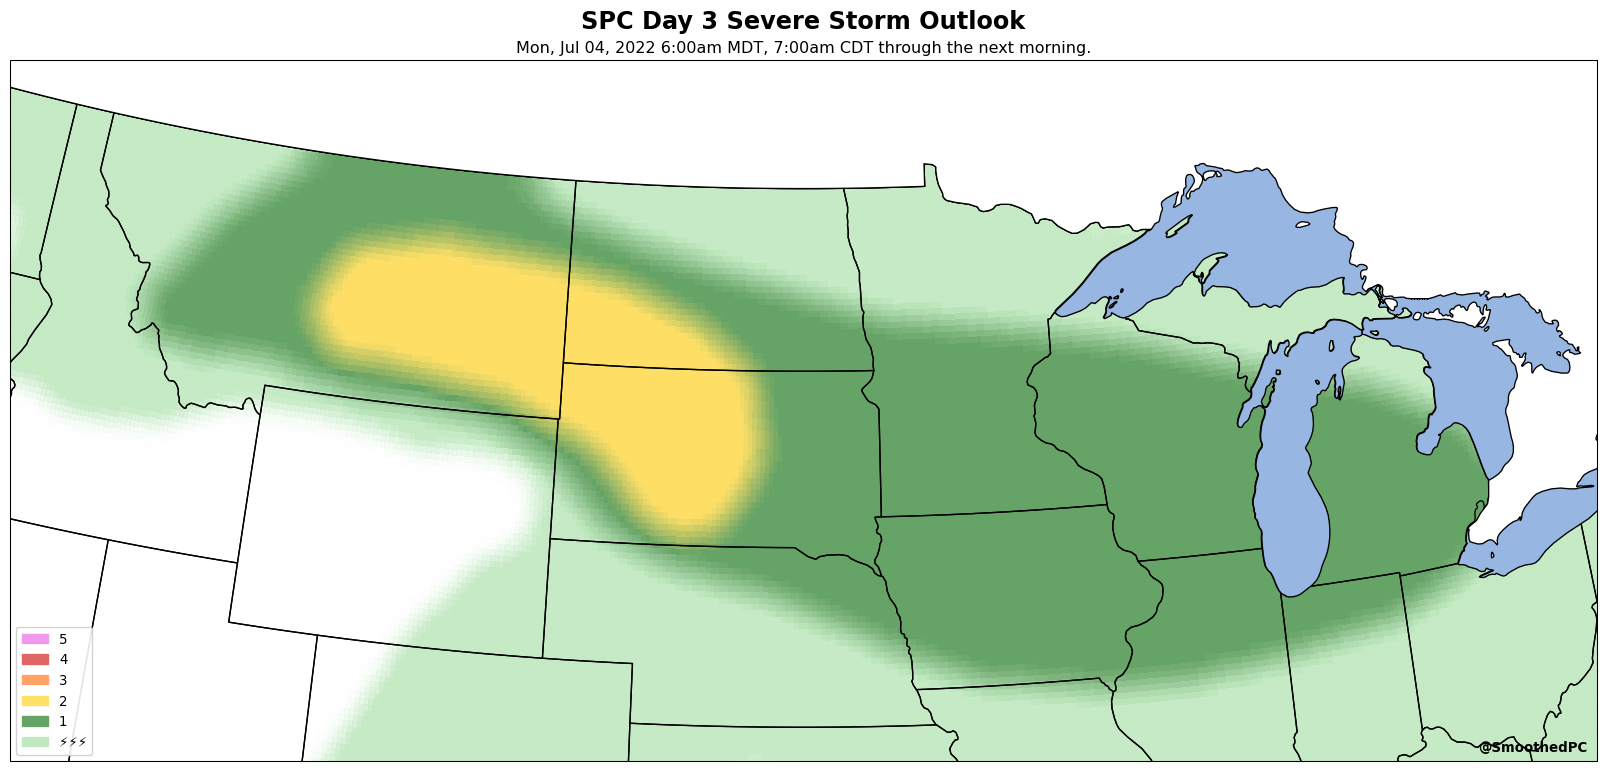 SPC Day 3 Severe Storm Outlook
Mon, Jul 04, 2022 6:00am MDT, 7:00am CDT through the next morning.
5
4
3
2
1
⚡⚡⚡
@SmoothedPC